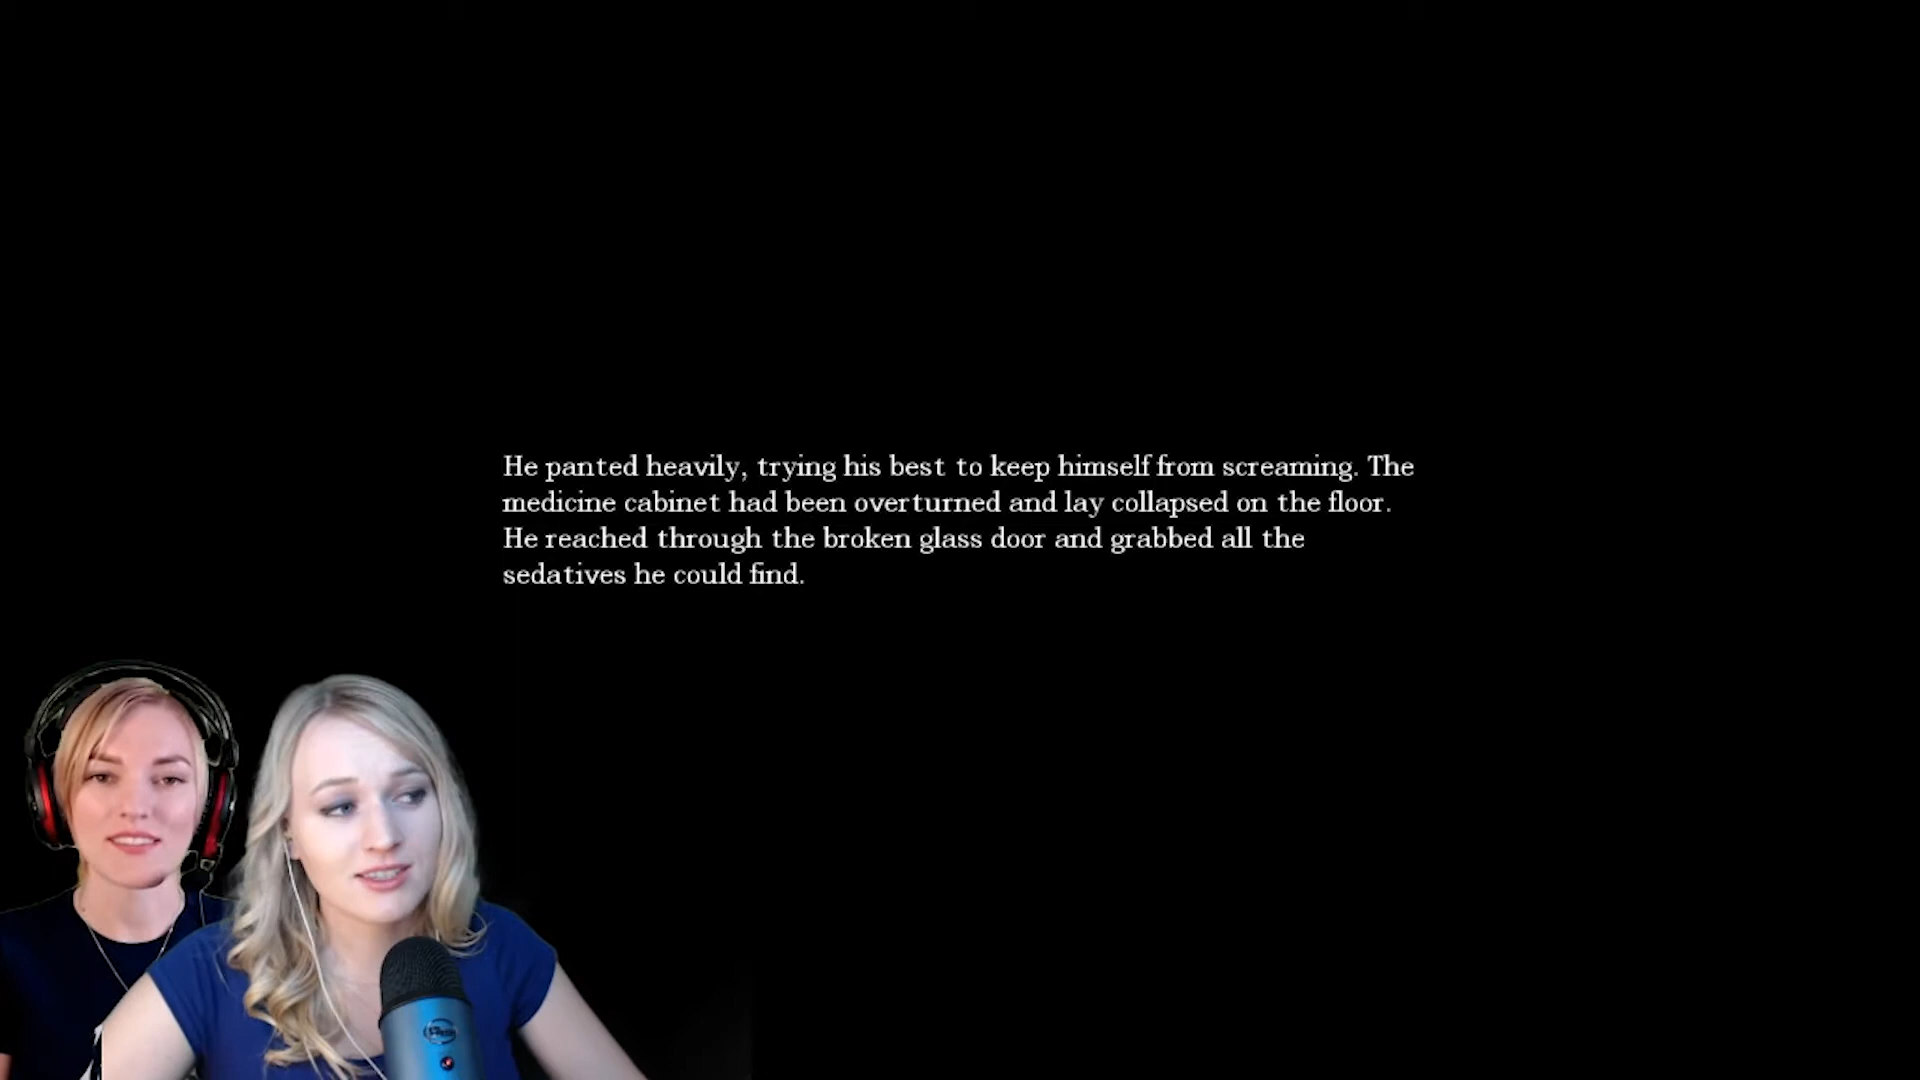 He panted heavily, trying his best to keep himself from screaming. The
medicine cabinet had been overturned and lay collapsed on the floor.
He reached through the broken glass door and grabbed all the
sedatives he could find.